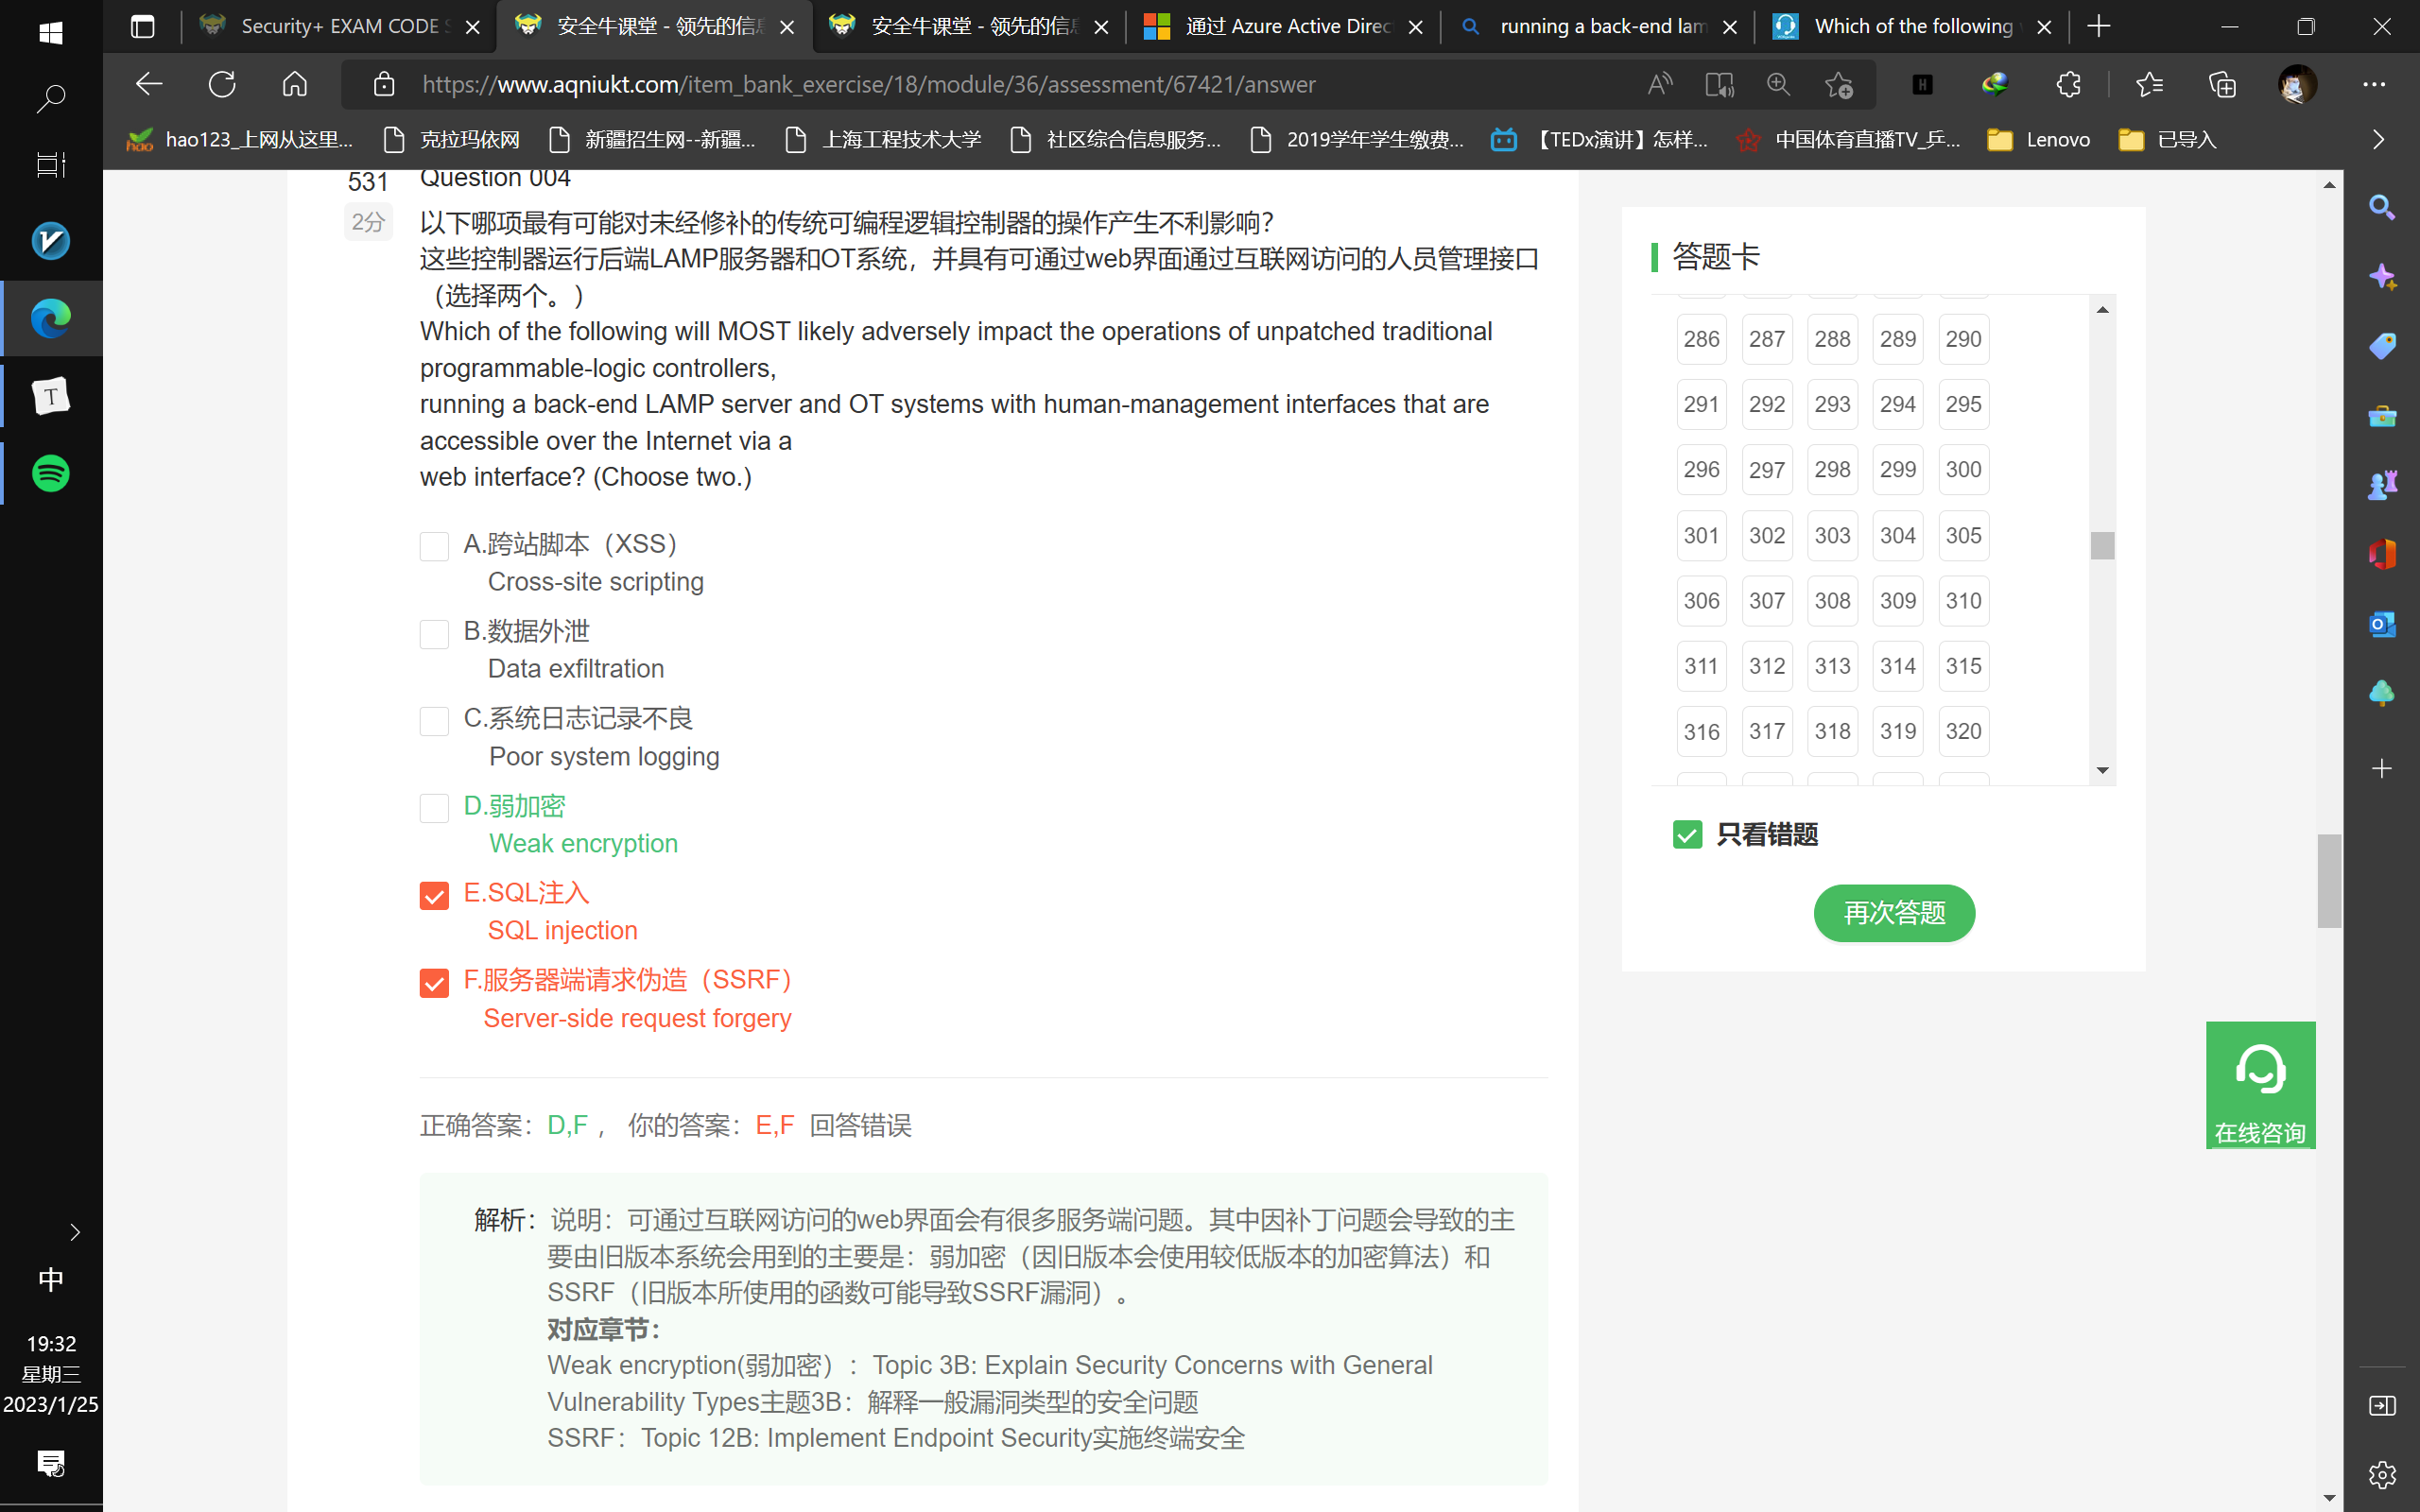 Security+ EXAM CODE S
安全牛课堂 - 领先的信息
安全牛课堂 - 领先的信息
通过 Azure Active Direc
running a back-end lam
Which of the following
https://www.aqniukt.com/item_bank_exercise/18/module/36/assessment/67421/answer
hao123_上网从这里...
克拉玛依网
新疆招生网--新疆...
上海工程技术大学
社区综合信息服务...
2019学年学生缴费...
【TEDx演讲】怎样...
中国体育直播TV_乒...
Lenovo
已导入
531
Question 004
2分
以下哪项最有可能对未经修补的传统可编程逻辑控制器的操作产生不利影响?
这些控制器运行后端LAMP服务器和OT系统，并具有可通过web界面通过互联网访问的人员管理接口
（选择两个。）
Which of the following will MOST likely adversely impact the operations of unpatched traditional
programmable-logic controllers,
running a back-end LAMP server and OT systems with human-management interfaces that are
accessible over the Internet via a
web interface? (Choose two.)
A.跨站脚本（XSS）
Cross-site scripting
B.数据外泄
Data exfiltration
C.系统日志记录不良
Poor system logging
D.弱加密
Weak encryption
E.SQL注入
SQL injection
F.服务器端请求伪造（SSRF）
Server-side request forgery
正确答案：D,F ， 你的答案：E,F 回答错误
解析：说明：可通过互联网访问的web界面会有很多服务端问题。其中因补丁问题会导致的主
要由旧版本系统会用到的主要是：弱加密（因旧版本会使用较低版本的加密算法）和
SSRF（旧版本所使用的函数可能导致SSRF漏洞）。
对应章节：
Weak encryption(弱加密）：Topic 3B: Explain Security Concerns with General
Vulnerability Types主题3B：解释一般漏洞类型的安全问题
SSRF：Topic 12B: Implement Endpoint Security实施终端安全
答题卡
286 287 288 289 290
291 292 293 294 295
296 297 298 299 300
301 302 303 304 305
306 307 308 309 310
311 312 313 314 315
316 317 318 319 320
只看错题
再次答题
在线咨询
中
19:32
星期三
2023/1/25